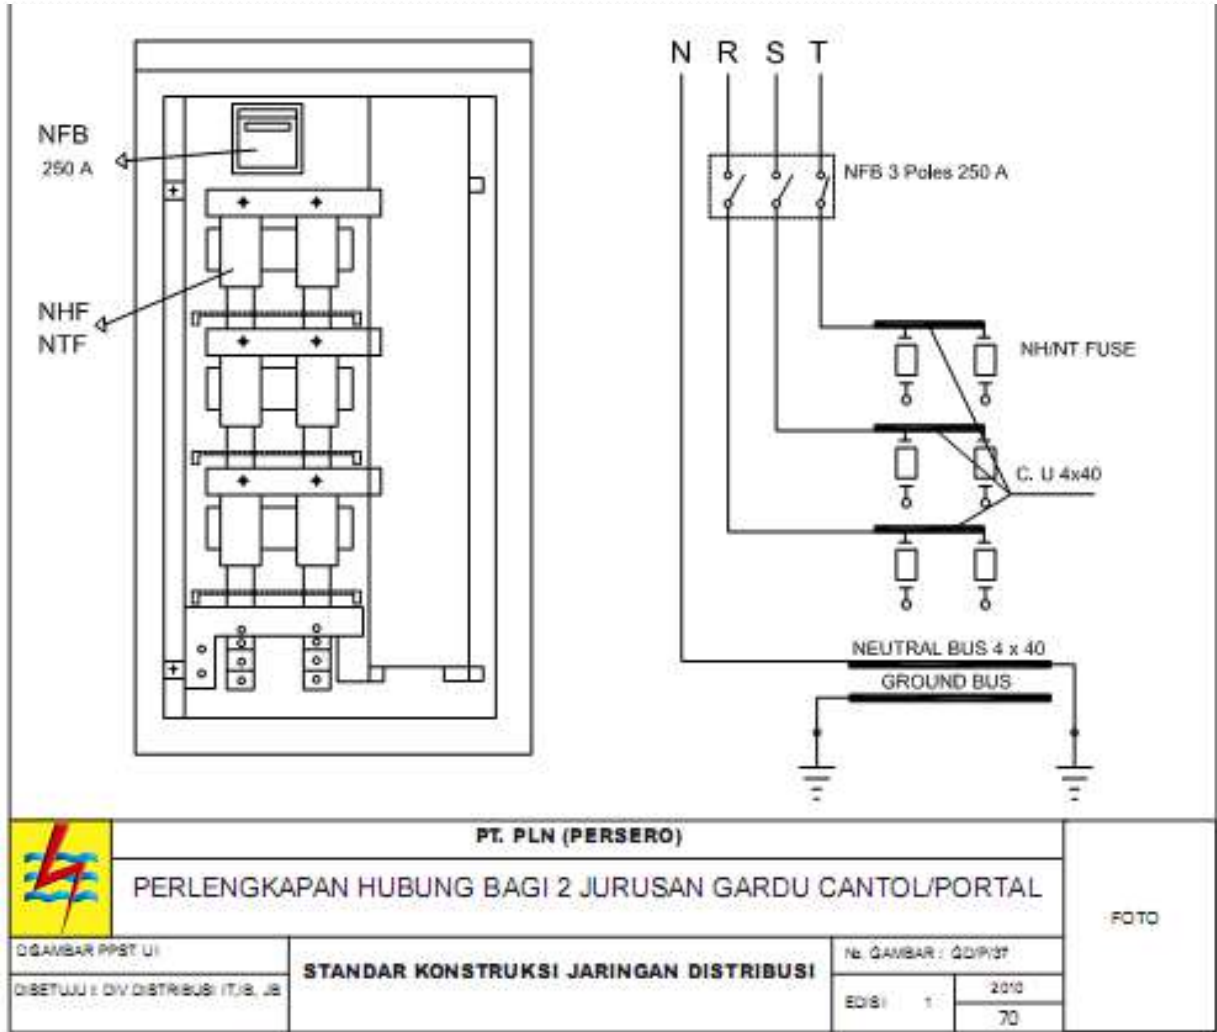 NFB
250 A
NHF
NTF
N R S T
NFB 3 Poles 250 A
NH/NT FUSE
C. U 4x40
NEUTRAL BUS 4 x 40
GROUND BUS
PT. PLN (PERSERO)
PERLENGKAPAN HUBUNG BAGI 2 JURUSAN GARDU CANTOL/PORTAL
FOTO
DIGAMBAR PPST UI
DISETUJUI : DIV DISTRIBUSI IT,IB, JB
STANDAR KONSTRUKSI JARINGAN DISTRIBUSI
No. GAMBAR : GD/P/37
EDISI 1
2010
70